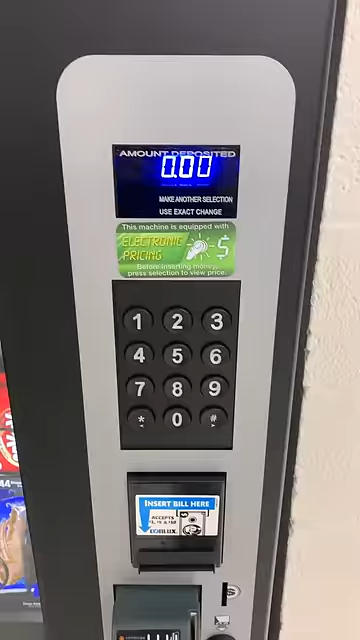 AMOUNT DEPOSITED
0.00
MAKE ANOTHER SELECTION
USE EXACT CHANGE
This machine is equipped with
ELECTRONIC
PRICING
$
Before inserting money,
press selection to view price.
1 2 3
4 5 6
7 8 9
* 0 #
INSERT BILL HERE
ACCEPTS
COINLUX
44